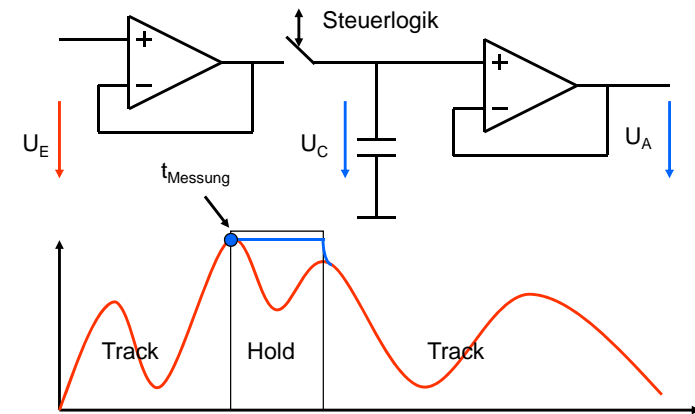 Steuerlogik
U_E
U_C
U_A
t_Messung
Track
Hold
Track